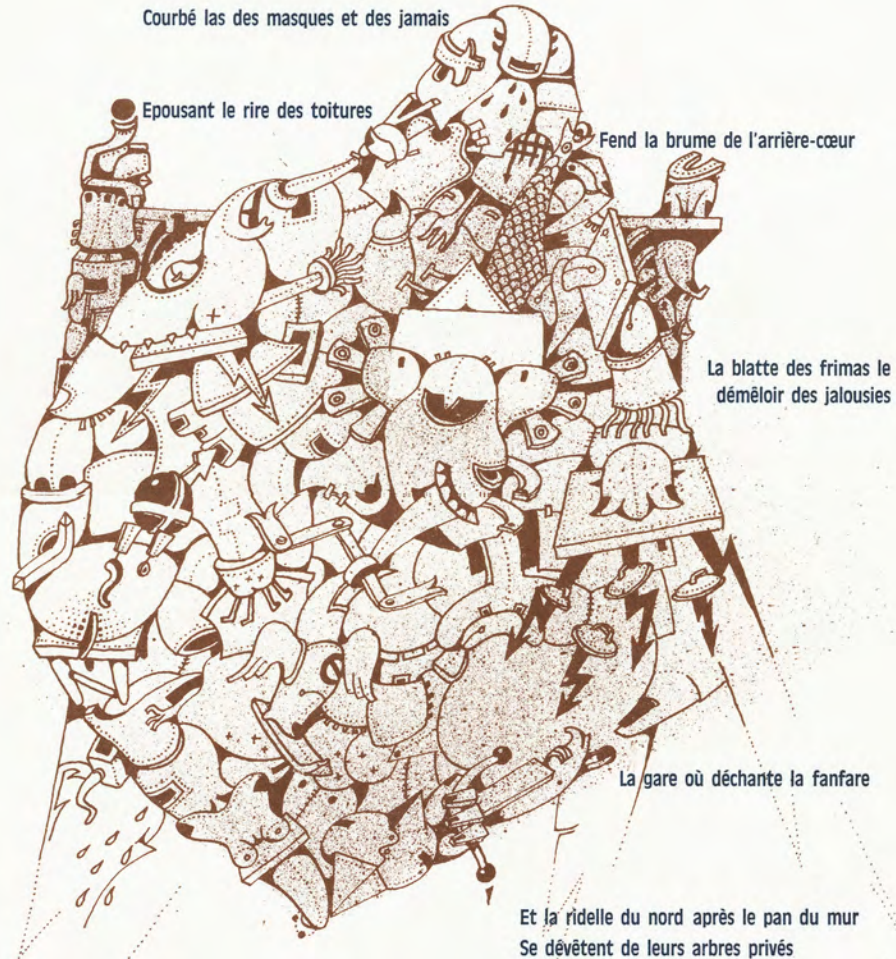 Courbé las des masques et des jamais
Epousant le rire des toitures
Fend la brume de l'arrière-cœur
La blatte des frimas le
démêloir des jalousies
La gare où déchante la fanfare
Et la ridelle du nord après le pan du mur
Se dévêtent de leurs arbres privés